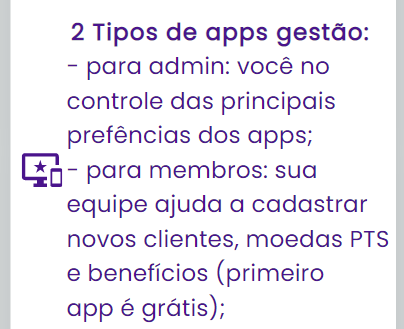 2 Tipos de apps gestão:
- para admin: você no
controle das principais
prefências dos apps;
- para membros: sua
equipe ajuda a cadastrar
novos clientes, moedas PTS
e benefícios (primeiro
app é grátis);